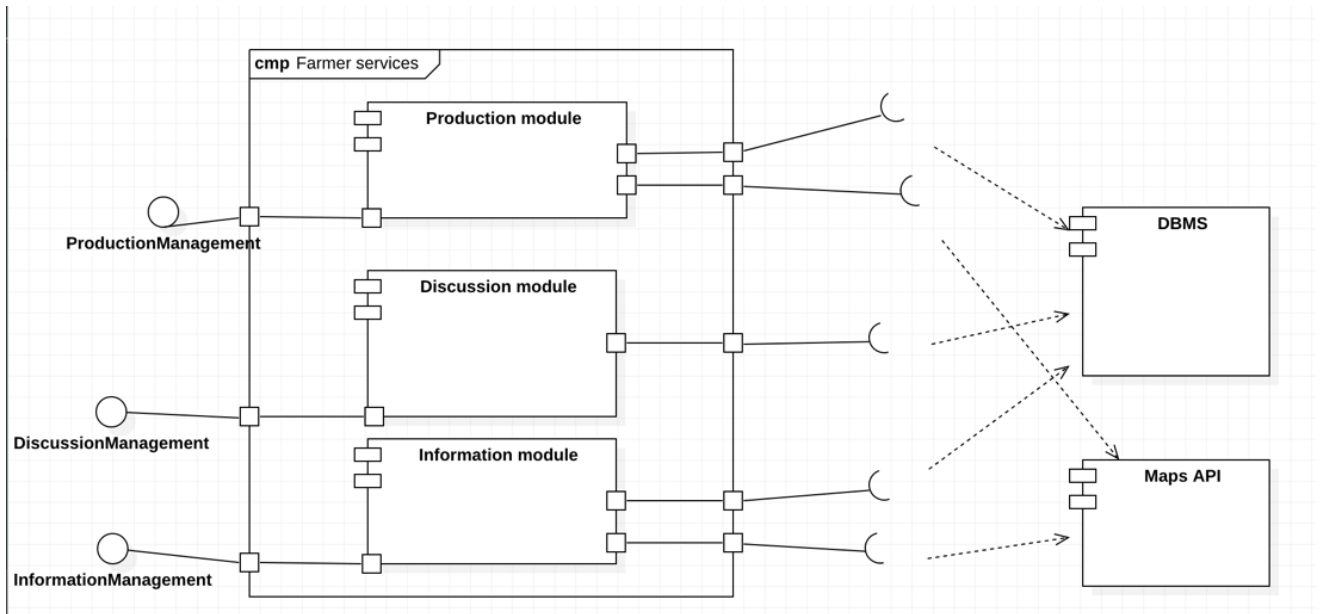 cmp Farmer services
Production module
ProductionManagement
DBMS
Discussion module
DiscussionManagement
Information module
Maps API
InformationManagement